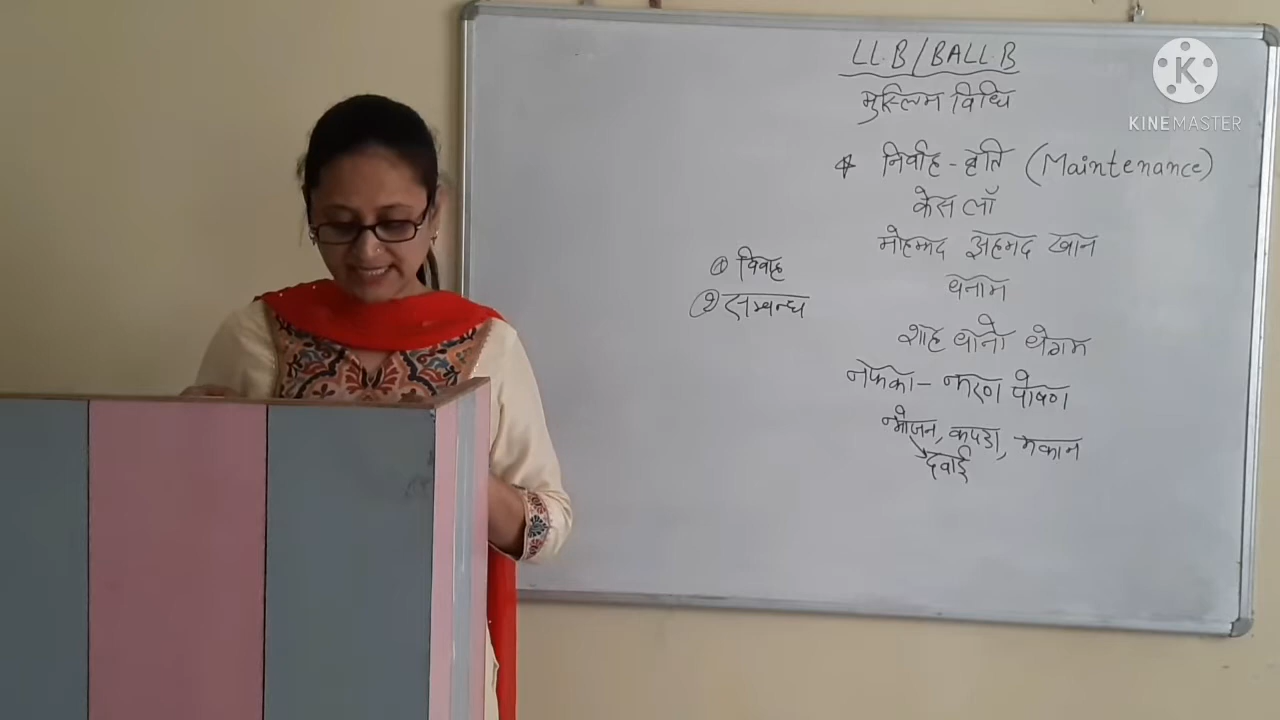 LL.B/BALL.B
मुस्लिम विधि
निर्वाह-वृति (Maintenance)
केस लॉ
मोहम्मद अहमद खान
बनाम
शाह बानो बेगम
नफका - भरण पोषण
भोजन, कपडा, मकान
दवाई
① विवाह
② सम्बन्ध
K
KINEMASTER